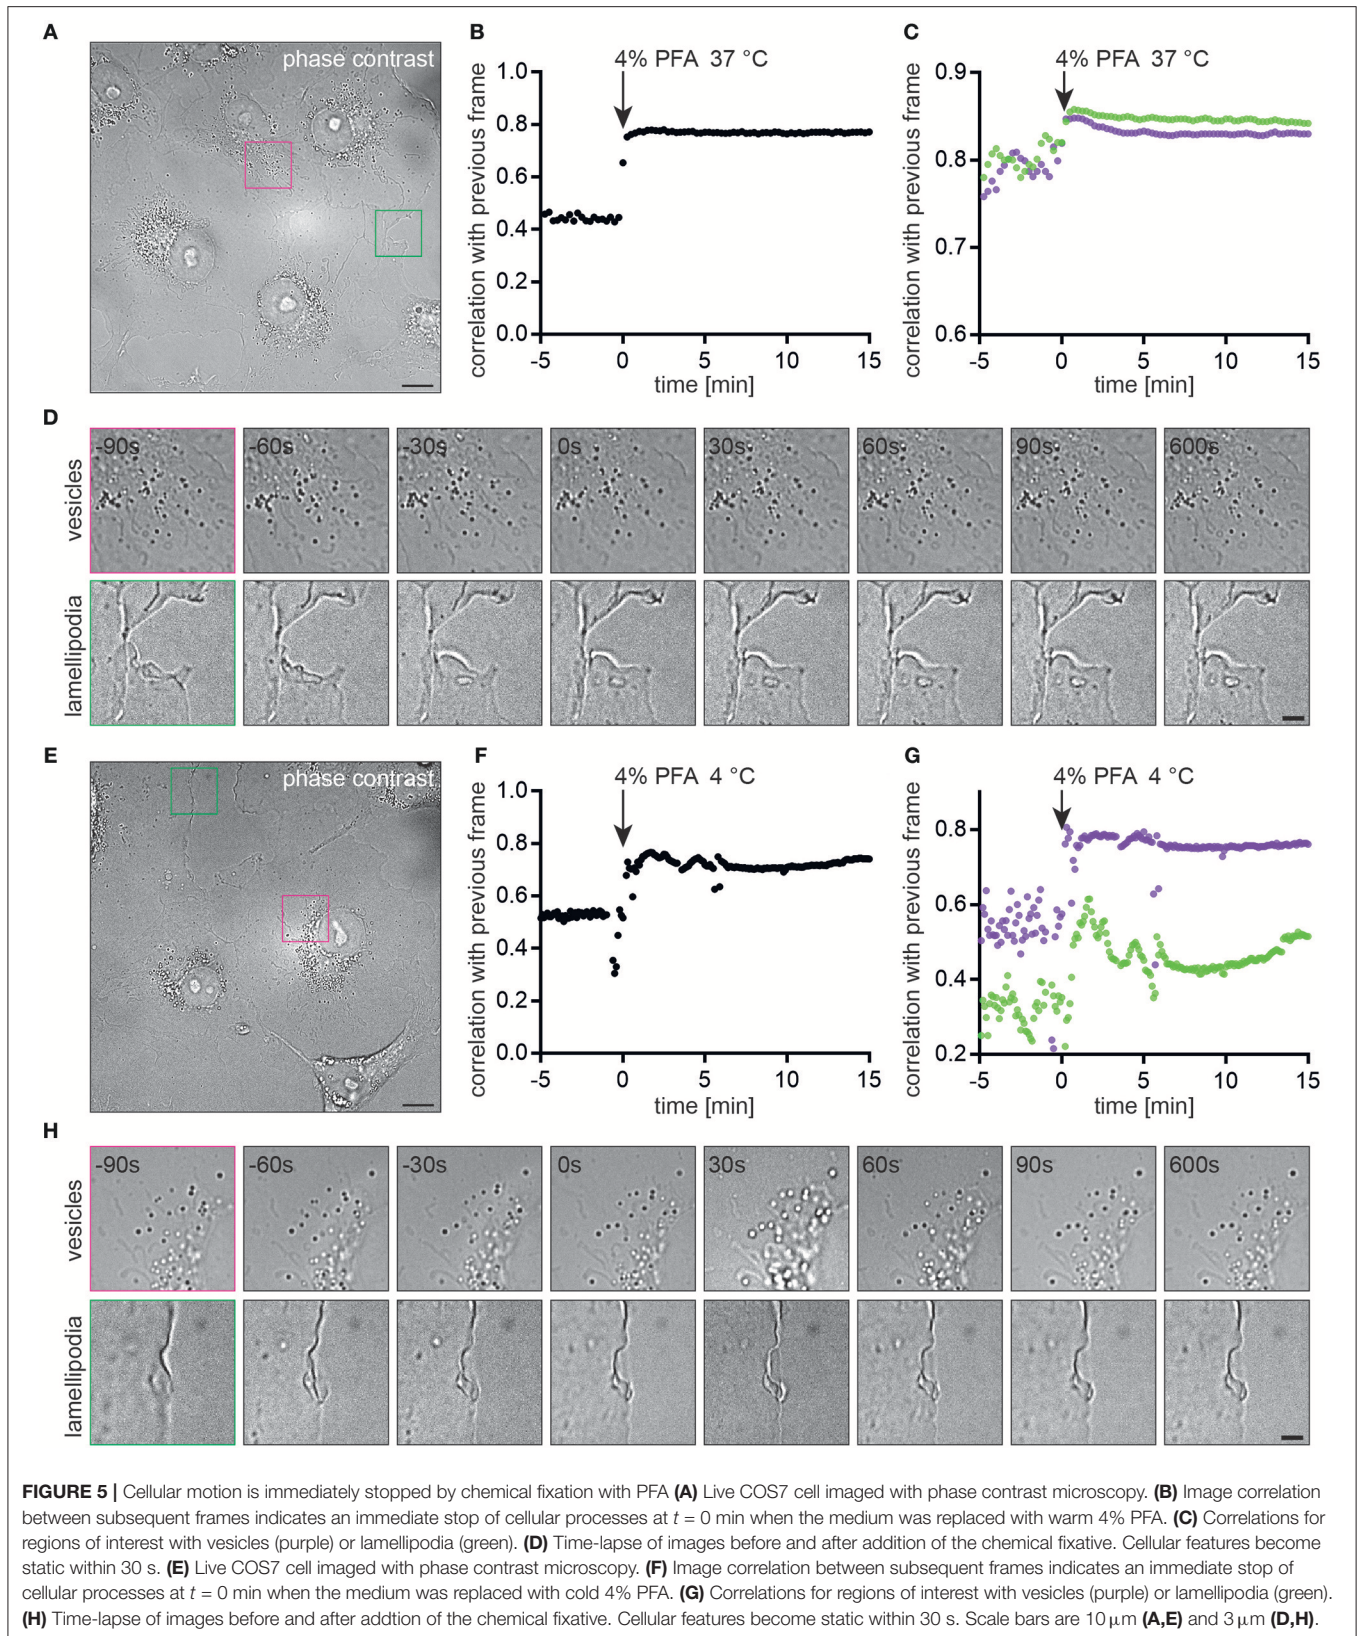 A
phase contrast
B
4% PFA 37 °C
correlation with previous frame
1.0
0.8
0.6
0.4
0.2
0.0
-5 0 5 10 15
time [min]
C
4% PFA 37 °C
correlation with previous frame
0.9
0.8
0.7
0.6
-5 0 5 10 15
time [min]
D
vesicles
-90s -60s -30s 0s 30s 60s 90s 600s
lamellipodia
E
phase contrast
F
4% PFA 4 °C
correlation with previous frame
1.0
0.8
0.6
0.4
0.2
0.0
-5 0 5 10 15
time [min]
G
4% PFA 4 °C
correlation with previous frame
0.8
0.6
0.4
0.2
-5 0 5 10 15
time [min]
H
vesicles
-90s -60s -30s 0s 30s 60s 90s 600s
lamellipodia
FIGURE 5 | Cellular motion is immediately stopped by chemical fixation with PFA (A) Live COS7 cell imaged with phase contrast microscopy. (B) Image correlation
between subsequent frames indicates an immediate stop of cellular processes at t = 0 min when the medium was replaced with warm 4% PFA. (C) Correlations for
regions of interest with vesicles (purple) or lamellipodia (green). (D) Time-lapse of images before and after addition of the chemical fixative. Cellular features become
static within 30 s. (E) Live COS7 cell imaged with phase contrast microscopy. (F) Image correlation between subsequent frames indicates an immediate stop of
cellular processes at t = 0 min when the medium was replaced with cold 4% PFA. (G) Correlations for regions of interest with vesicles (purple) or lamellipodia (green).
(H) Time-lapse of images before and after addtion of the chemical fixative. Cellular features become static within 30 s. Scale bars are 10 μm (A,E) and 3 μm (D,H).